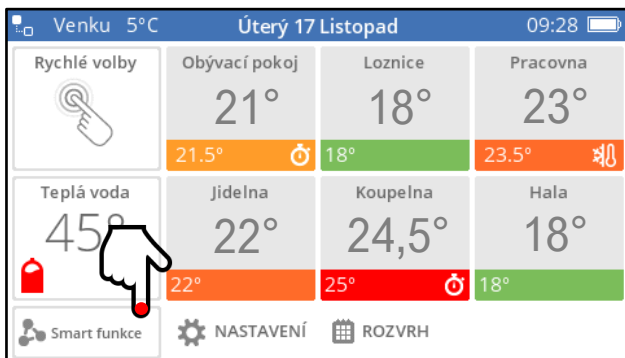 Venku 5°C Úterý 17 Listopad 09:28
Rychlé volby
Obývací pokoj
21°
21.5°
Loznice
18°
18°
Pracovna
23°
23.5°
Teplá voda
45°
Jidelna
22°
22°
Koupelna
24,5°
25°
Hala
18°
18°
Smart funkce NASTAVENÍ ROZVRH